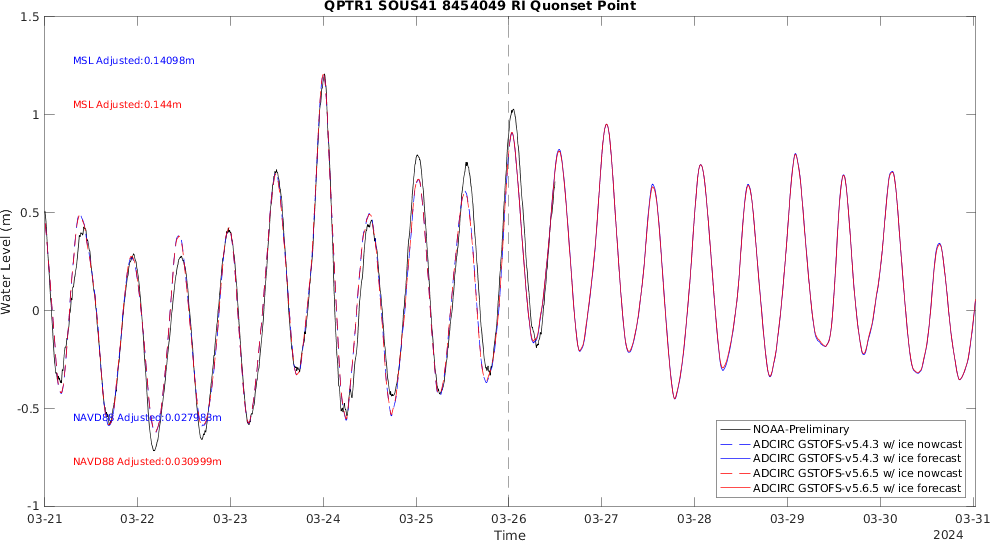 QPTR1 SOUS41 8454049 RI Quonset Point
1.5
1
0.5
0
-0.5
-1
Water Level (m)
MSL Adjusted:0.14098m
MSL Adjusted:0.144m
NAVD88 Adjusted:0.027983m
NAVD88 Adjusted:0.030999m
NOAA-Preliminary
ADCIRC GSTOFS-v5.4.3 w/ ice nowcast
ADCIRC GSTOFS-v5.4.3 w/ ice forecast
ADCIRC GSTOFS-v5.6.5 w/ ice nowcast
ADCIRC GSTOFS-v5.6.5 w/ ice forecast
03-21 03-22 03-23 03-24 03-25 03-26 03-27 03-28 03-29 03-30 03-31
Time
2024